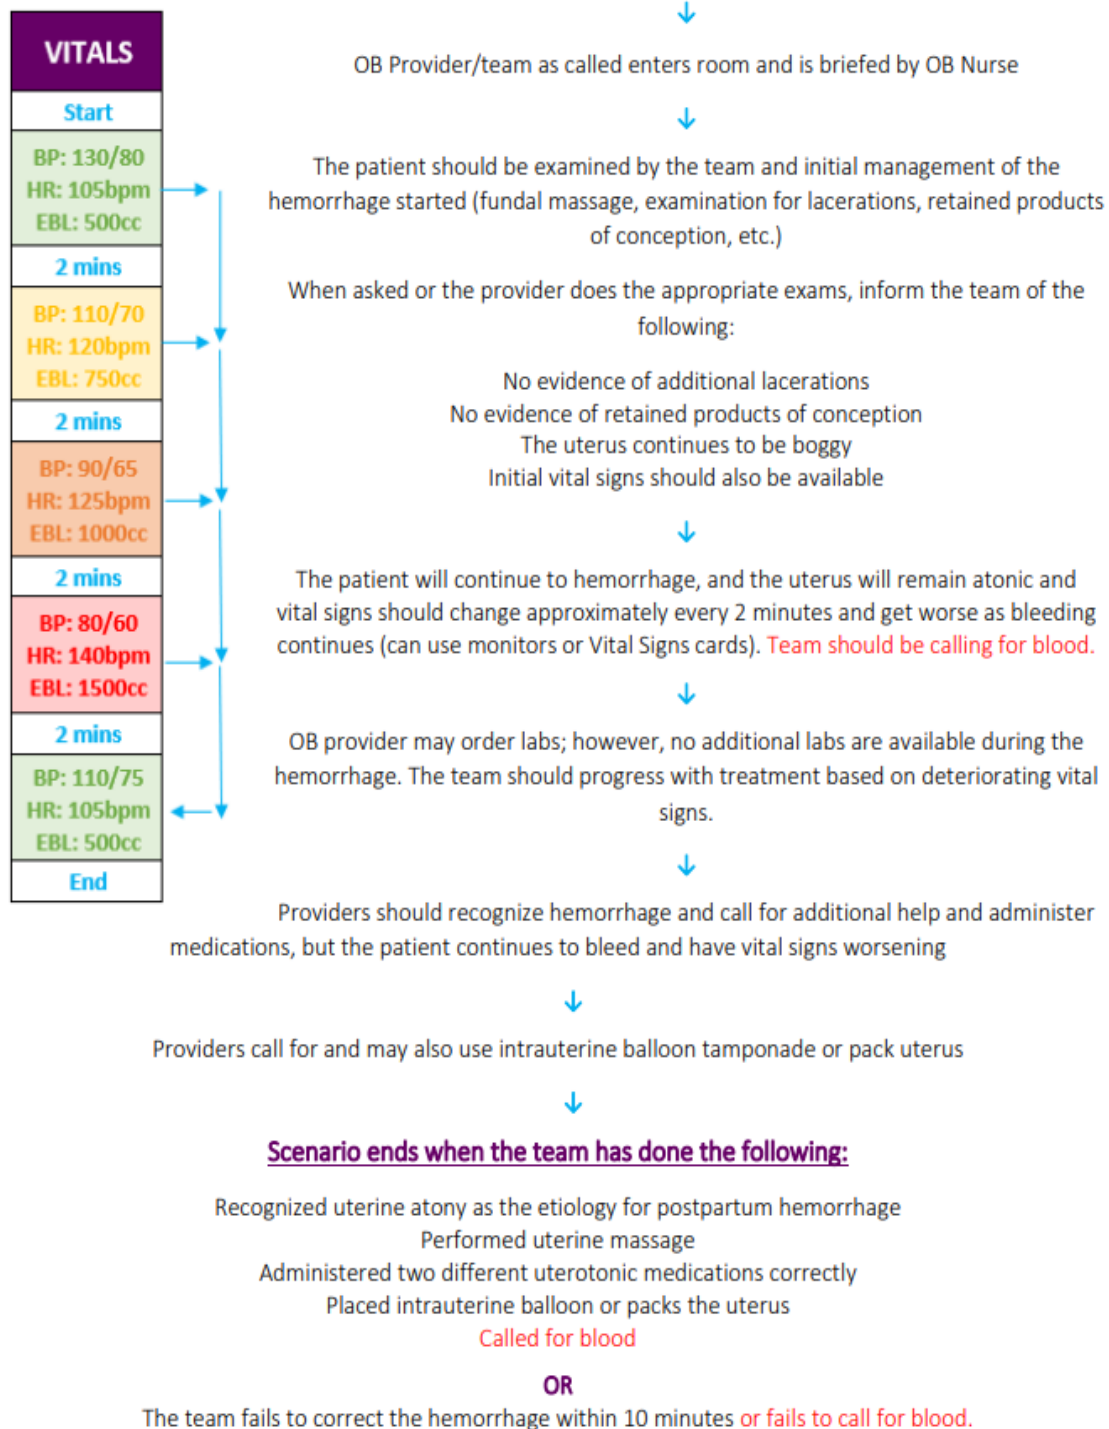 VITALS
Start
BP: 130/80
HR: 105bpm
EBL: 500cc
2 mins
BP: 110/70
HR: 120bpm
EBL: 750cc
2 mins
BP: 90/65
HR: 125bpm
EBL: 1000cc
2 mins
BP: 80/60
HR: 140bpm
EBL: 1500cc
2 mins
BP: 110/75
HR: 105bpm
EBL: 500cc
End
OB Provider/team as called enters room and is briefed by OB Nurse
The patient should be examined by the team and initial management of the
hemorrhage started (fundal massage, examination for lacerations, retained products
of conception, etc.)
When asked or the provider does the appropriate exams, inform the team of the
following:
No evidence of additional lacerations
No evidence of retained products of conception
The uterus continues to be boggy
Initial vital signs should also be available
The patient will continue to hemorrhage, and the uterus will remain atonic and
vital signs should change approximately every 2 minutes and get worse as bleeding
continues (can use monitors or Vital Signs cards). Team should be calling for blood.
OB provider may order labs; however, no additional labs are available during the
hemorrhage. The team should progress with treatment based on deteriorating vital
signs.
Providers should recognize hemorrhage and call for additional help and administer
medications, but the patient continues to bleed and have vital signs worsening
Providers call for and may also use intrauterine balloon tamponade or pack uterus
Scenario ends when the team has done the following:
Recognized uterine atony as the etiology for postpartum hemorrhage
Performed uterine massage
Administered two different uterotonic medications correctly
Placed intrauterine balloon or packs the uterus
Called for blood
OR
The team fails to correct the hemorrhage within 10 minutes or fails to call for blood.